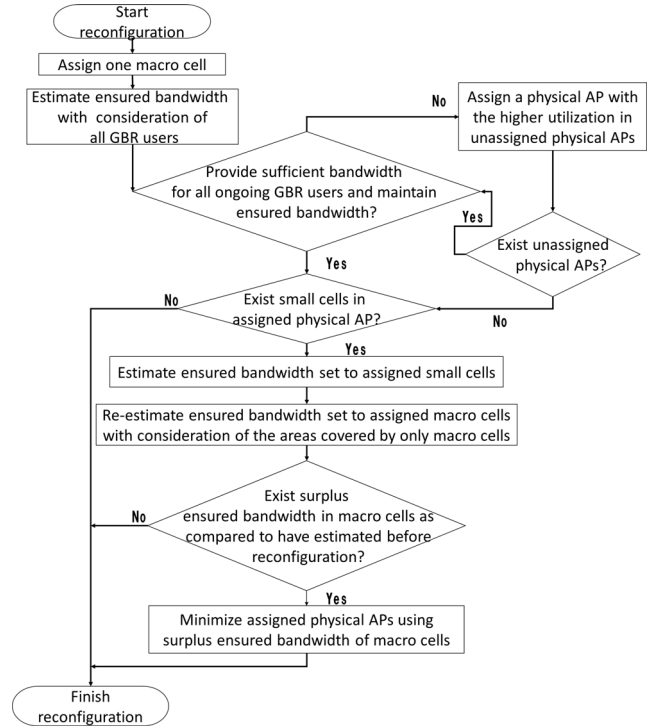 Start
reconfiguration
Assign one macro cell
Estimate ensured bandwidth
with consideration of
all GBR users
No
Assign a physical AP with
the higher utilization in
unassigned physical APs
Provide sufficient bandwidth
for all ongoing GBR users and maintain
ensured bandwidth?
Yes
Exist unassigned
physical APs?
Yes
No
Exist small cells in
assigned physical AP?
No
Yes
Estimate ensured bandwidth set to assigned small cells
Re-estimate ensured bandwidth set to assigned macro cells
with consideration of the areas covered by only macro cells
Exist surplus
ensured bandwidth in macro cells as
compared to have estimated before
reconfiguration?
No
Yes
Minimize assigned physical APs using
surplus ensured bandwidth of macro cells
Finish
reconfiguration